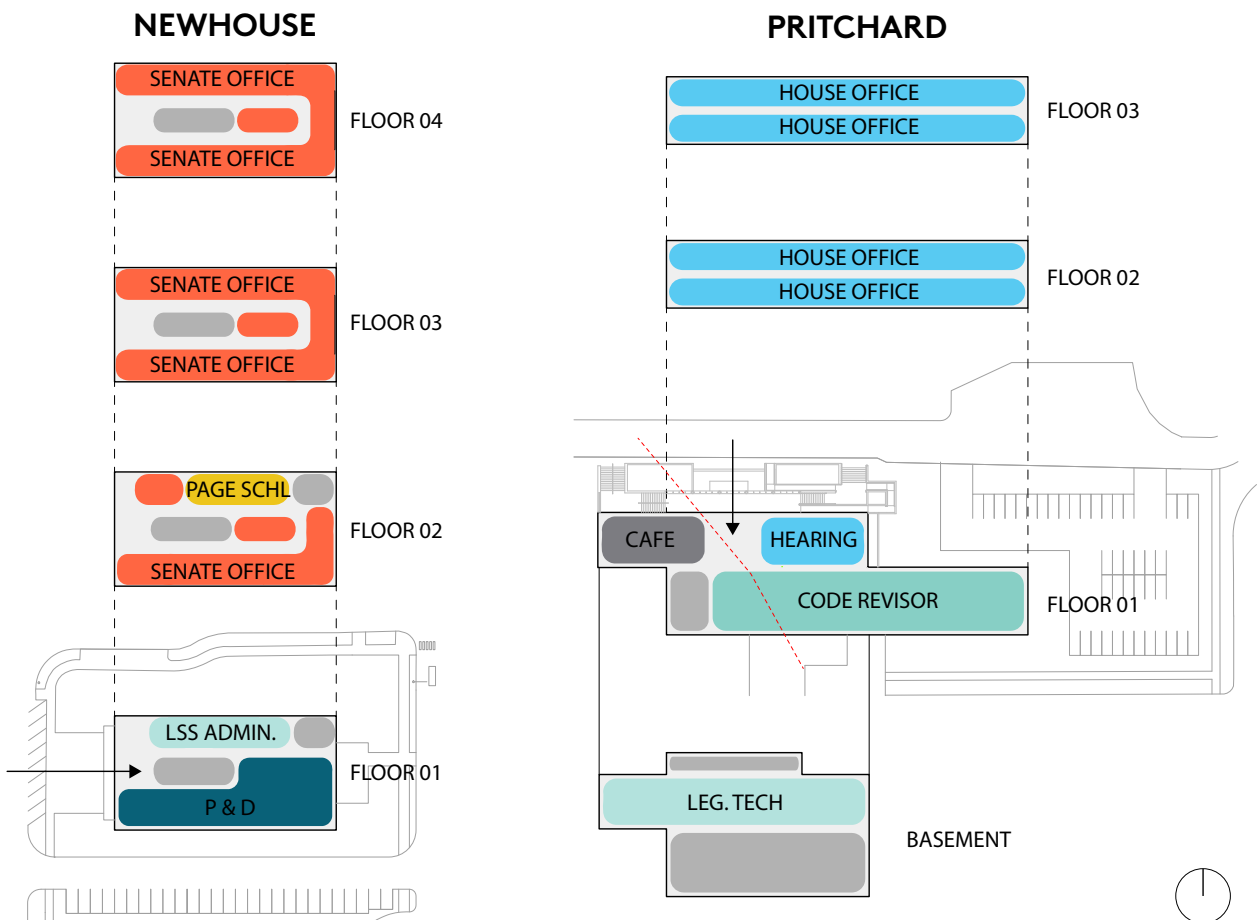 NEWHOUSE
SENATE OFFICE
FLOOR 04
SENATE OFFICE
SENATE OFFICE
FLOOR 03
SENATE OFFICE
PAGE SCHL
FLOOR 02
SENATE OFFICE
LSS ADMIN.
FLOOR 01
P & D
PRITCHARD
HOUSE OFFICE
FLOOR 03
HOUSE OFFICE
HOUSE OFFICE
FLOOR 02
HOUSE OFFICE
CAFE
HEARING
CODE REVISOR
FLOOR 01
LEG. TECH
BASEMENT